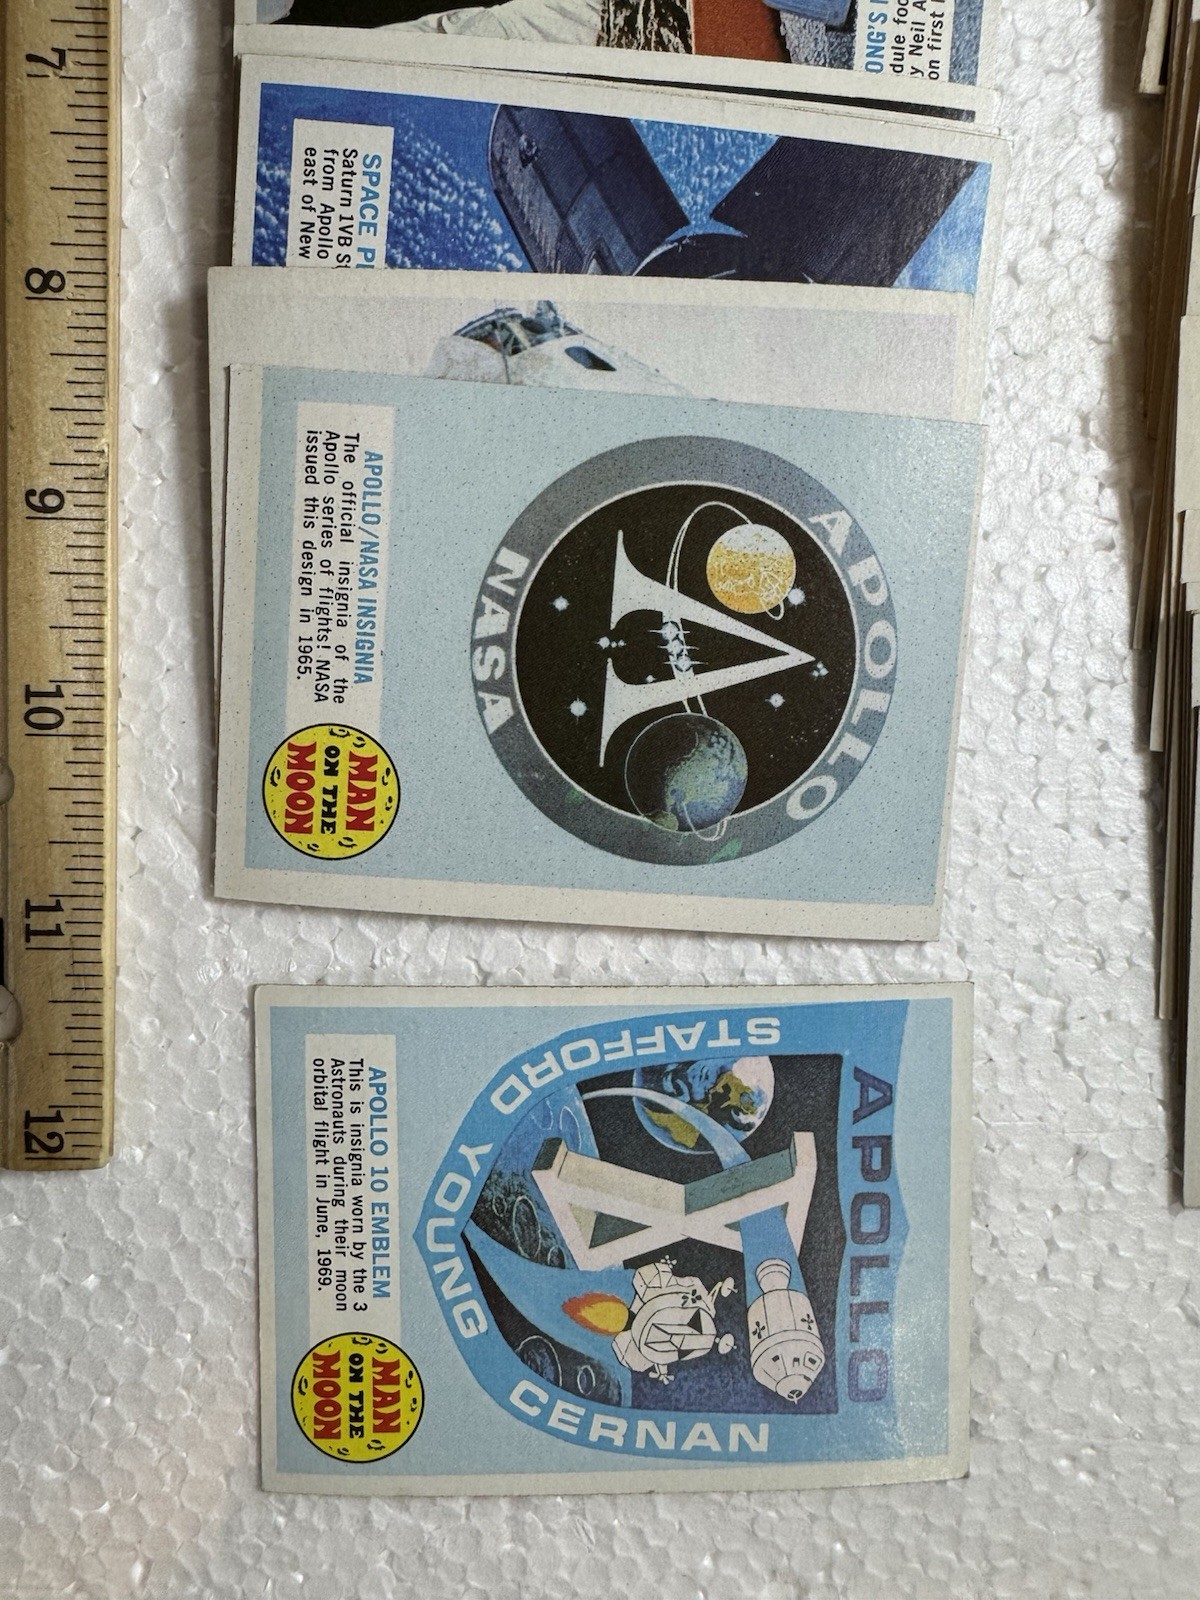 7
8
9
10
11
12
ONG'S
dule foo
y Neil A
on first
SPACE
Saturn 1VB
from Apollo
east of New
APOLLO/NASA INSIGNIA
The official insignia of the
Apollo series of flights! NASA
issued this design in 1965.
MAN
ON THE
MOON
APOLLO
NASA
APOLLO 10 EMBLEM
This is insignia worn by the 3
Astronauts during their moon
orbital flight in June, 1969.
MAN
ON THE
MOON
APOLLO
STAFFORD YOUNG CERNAN